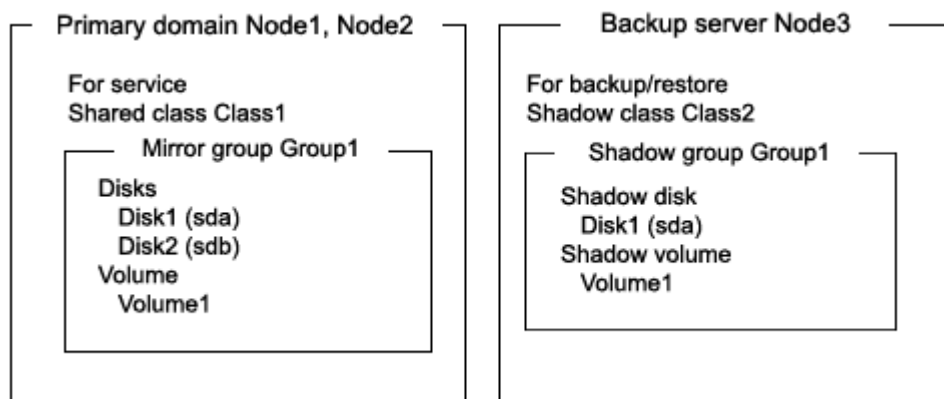 Primary domain Node1, Node2
For service
Shared class Class1
Mirror group Group1
Disks
Disk1 (sda)
Disk2 (sdb)
Volume
Volume1
Backup server Node3
For backup/restore
Shadow class Class2
Shadow group Group1
Shadow disk
Disk1 (sda)
Shadow volume
Volume1